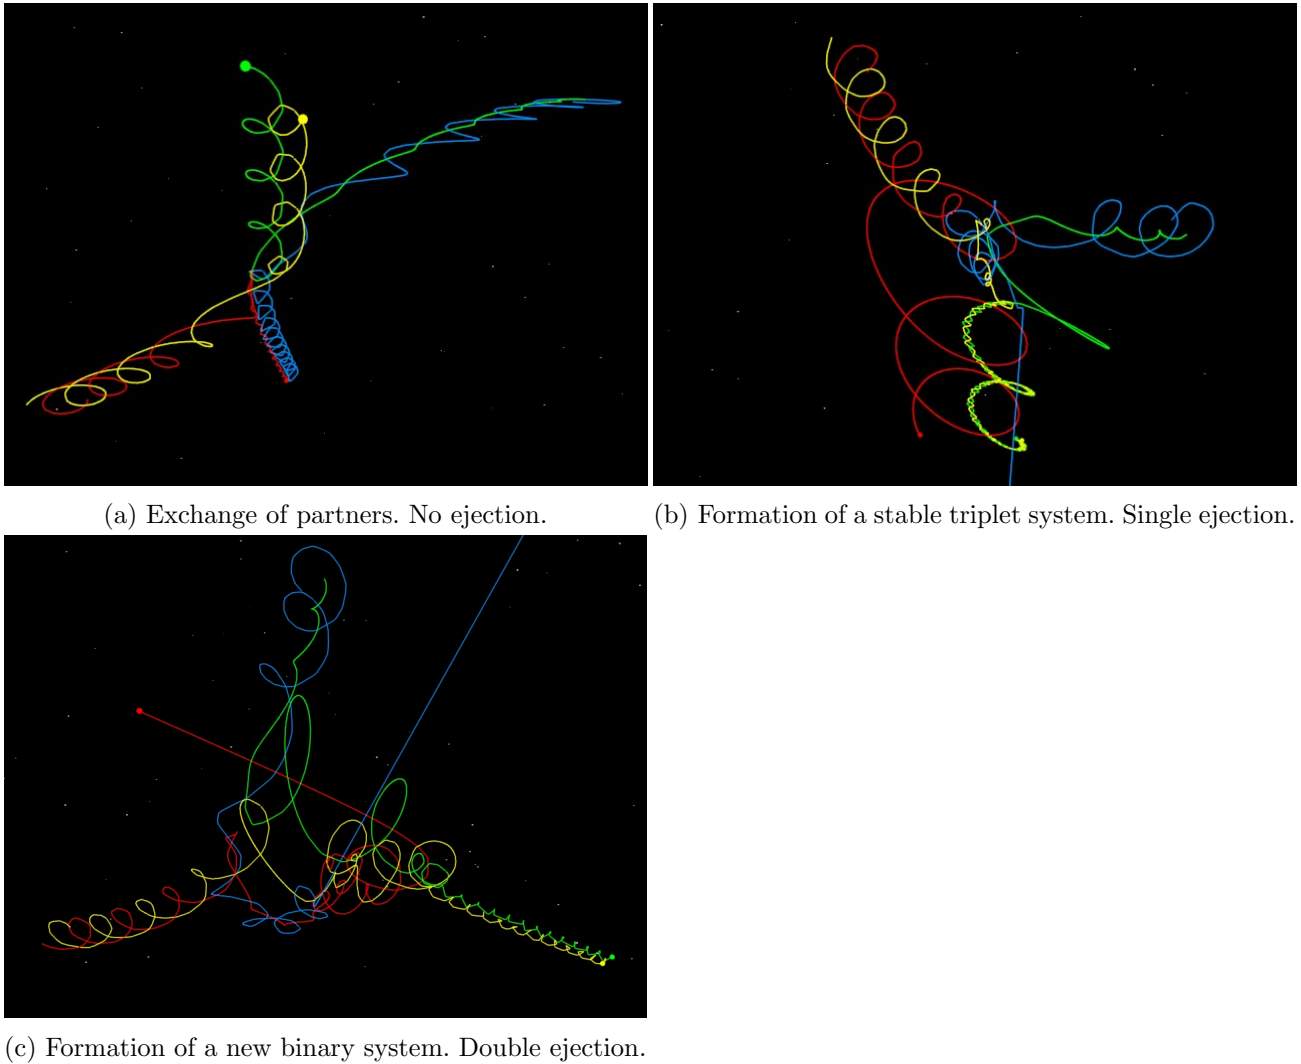 (a) Exchange of partners. No ejection.
(b) Formation of a stable triplet system. Single ejection.
(c) Formation of a new binary system. Double ejection.